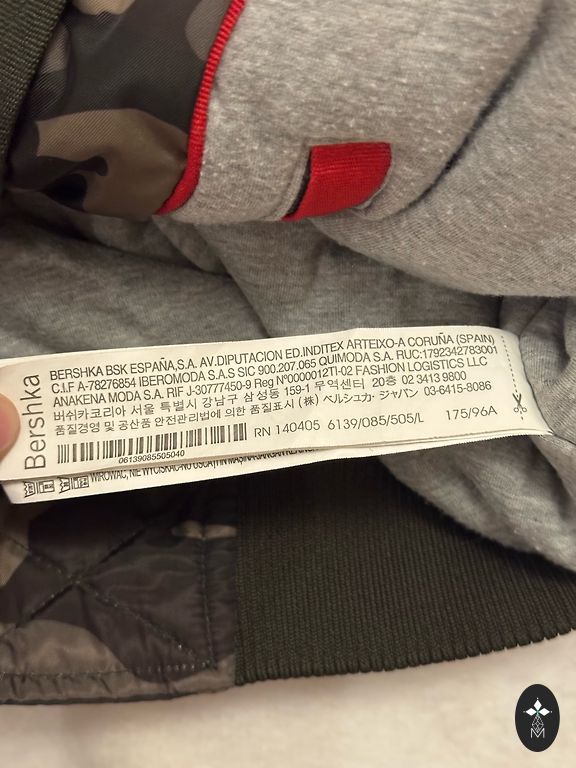 Bershka
BERSHKA BSK ESPAÑA,S.A. AV.DIPUTACION ED.INDITEX ARTEIXO-A CORUÑA (SPAIN)
C.I.F A-78276854 IBEROMODA S.A.S SIC 900.207.065 QUIMODA S.A. RUC:1792342783001
ANAKENA MODA S.A. RIF J-30777450-9 Reg Nº0000012TI-02 FASHION LOGISTICS LLC
버쉬카코리아 서울 특별시 강남구 삼성동 159-1 무역센터 20층 02 3413 9800
품질경영 및 공산품 안전관리법에 의한 품질표시 (株) ベルシュカ・ジャパン 03-6415-8086
RN 140405 6139/085/505/L 175/96A
06139085505040
WIROWAĆ, NIE WYCISKAĆ
M